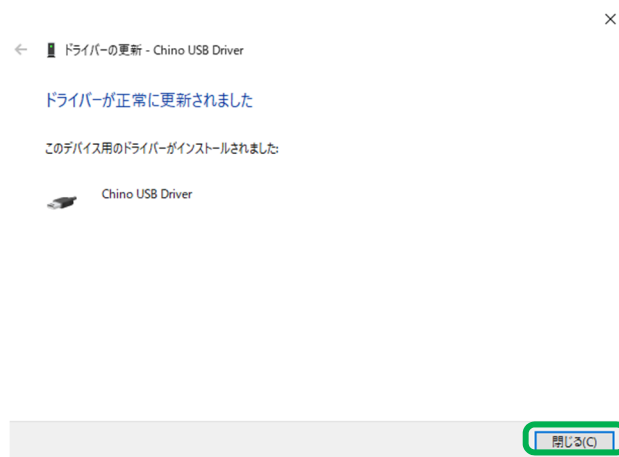 ドライバーの更新 - Chino USB Driver
ドライバーが正常に更新されました
このデバイス用のドライバーがインストールされました:
Chino USB Driver
閉じる(C)